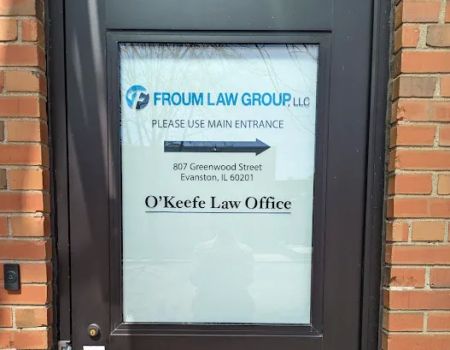 FROUM LAW GROUP, LLC
PLEASE USE MAIN ENTRANCE
807 Greenwood Street
Evanston, IL 60201
O'Keefe Law Office